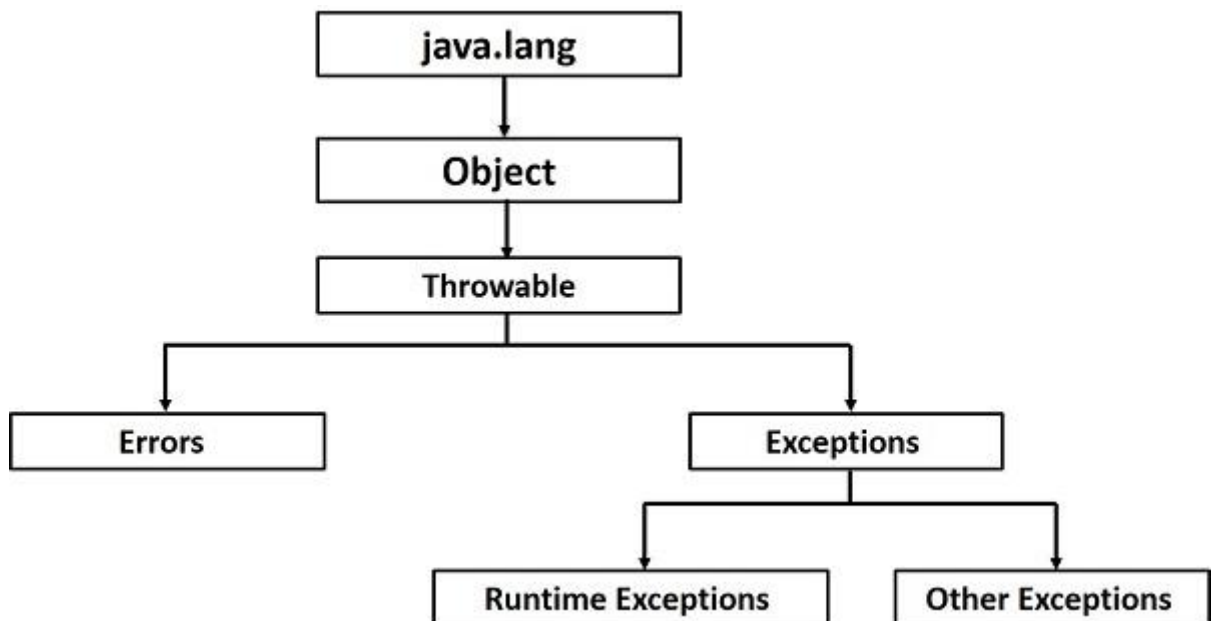 java.lang
Object
Throwable
Errors
Exceptions
Runtime Exceptions
Other Exceptions